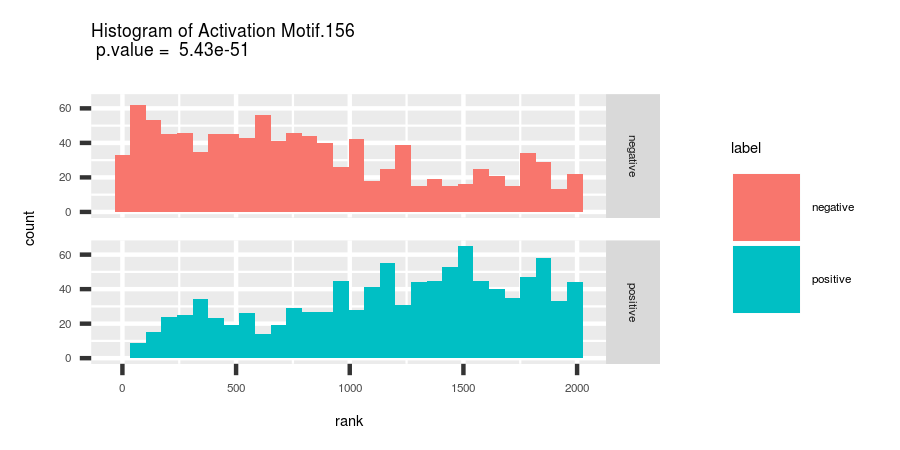 Histogram of Activation Motif.156
p.value =  5.43e-51
count
60
40
20
0
negative
60
40
20
0
positive
0 500 1000 1500 2000
rank
label
negative
positive